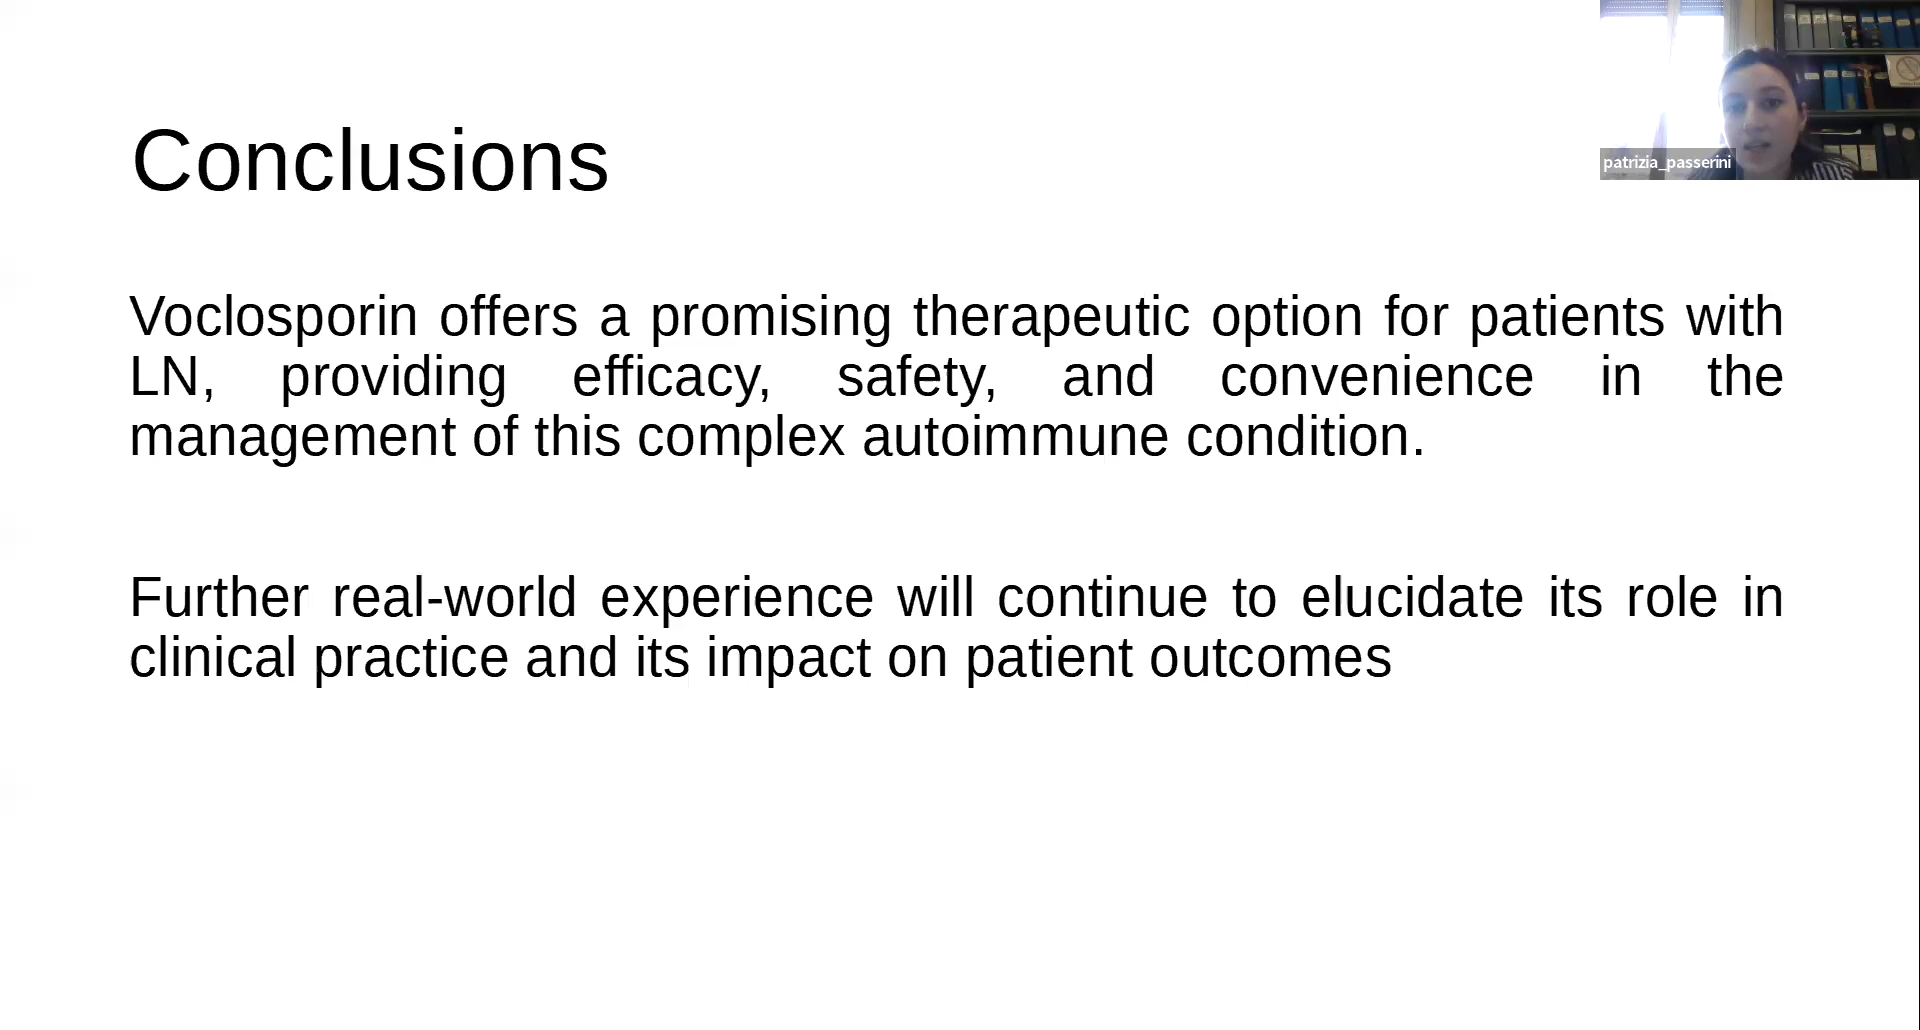 Conclusions
patrizia_passerini
Voclosporin offers a promising therapeutic option for patients with
LN, providing efficacy, safety, and convenience in the
management of this complex autoimmune condition.
Further real-world experience will continue to elucidate its role in
clinical practice and its impact on patient outcomes